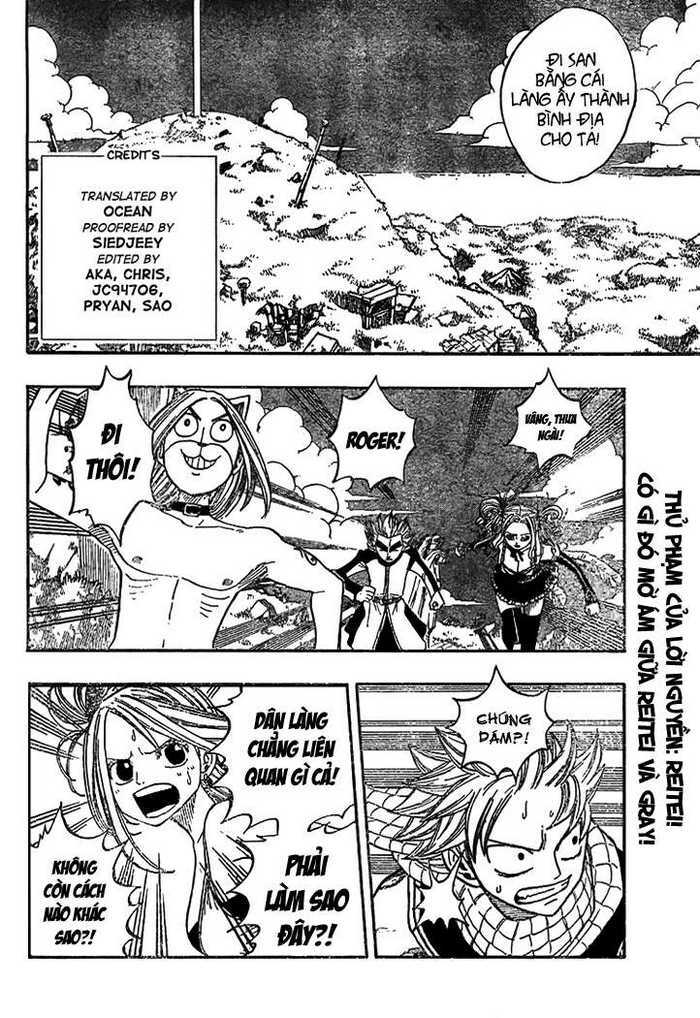 ĐI SAN
BẰNG CÁI
LÀNG ẤY THÀNH
BÌNH ĐỊA
CHO TA!
CREDITS
TRANSLATED BY
OCEAN
PROOFREAD BY
SIEDJEEY
EDITED BY
AKA, CHRIS,
JC94706,
PRYAN, SAO
VÂNG, THƯA
NGÀI!
ROGER!
ĐI
THÔI!
THỦ PHẠM CỦA LỜI NGUYỀN: REITEI!
CÓ GÌ ĐÓ MỜ ÁM GIỮA REITEI VÀ GRAY!
CHÚNG
DÁM?!
DÂN LÀNG
CHẲNG LIÊN
QUAN GÌ CẢ!
PHẢI
LÀM SAO
ĐÂY?!
KHÔNG
CÒN CÁCH
NÀO KHÁC
SAO?!